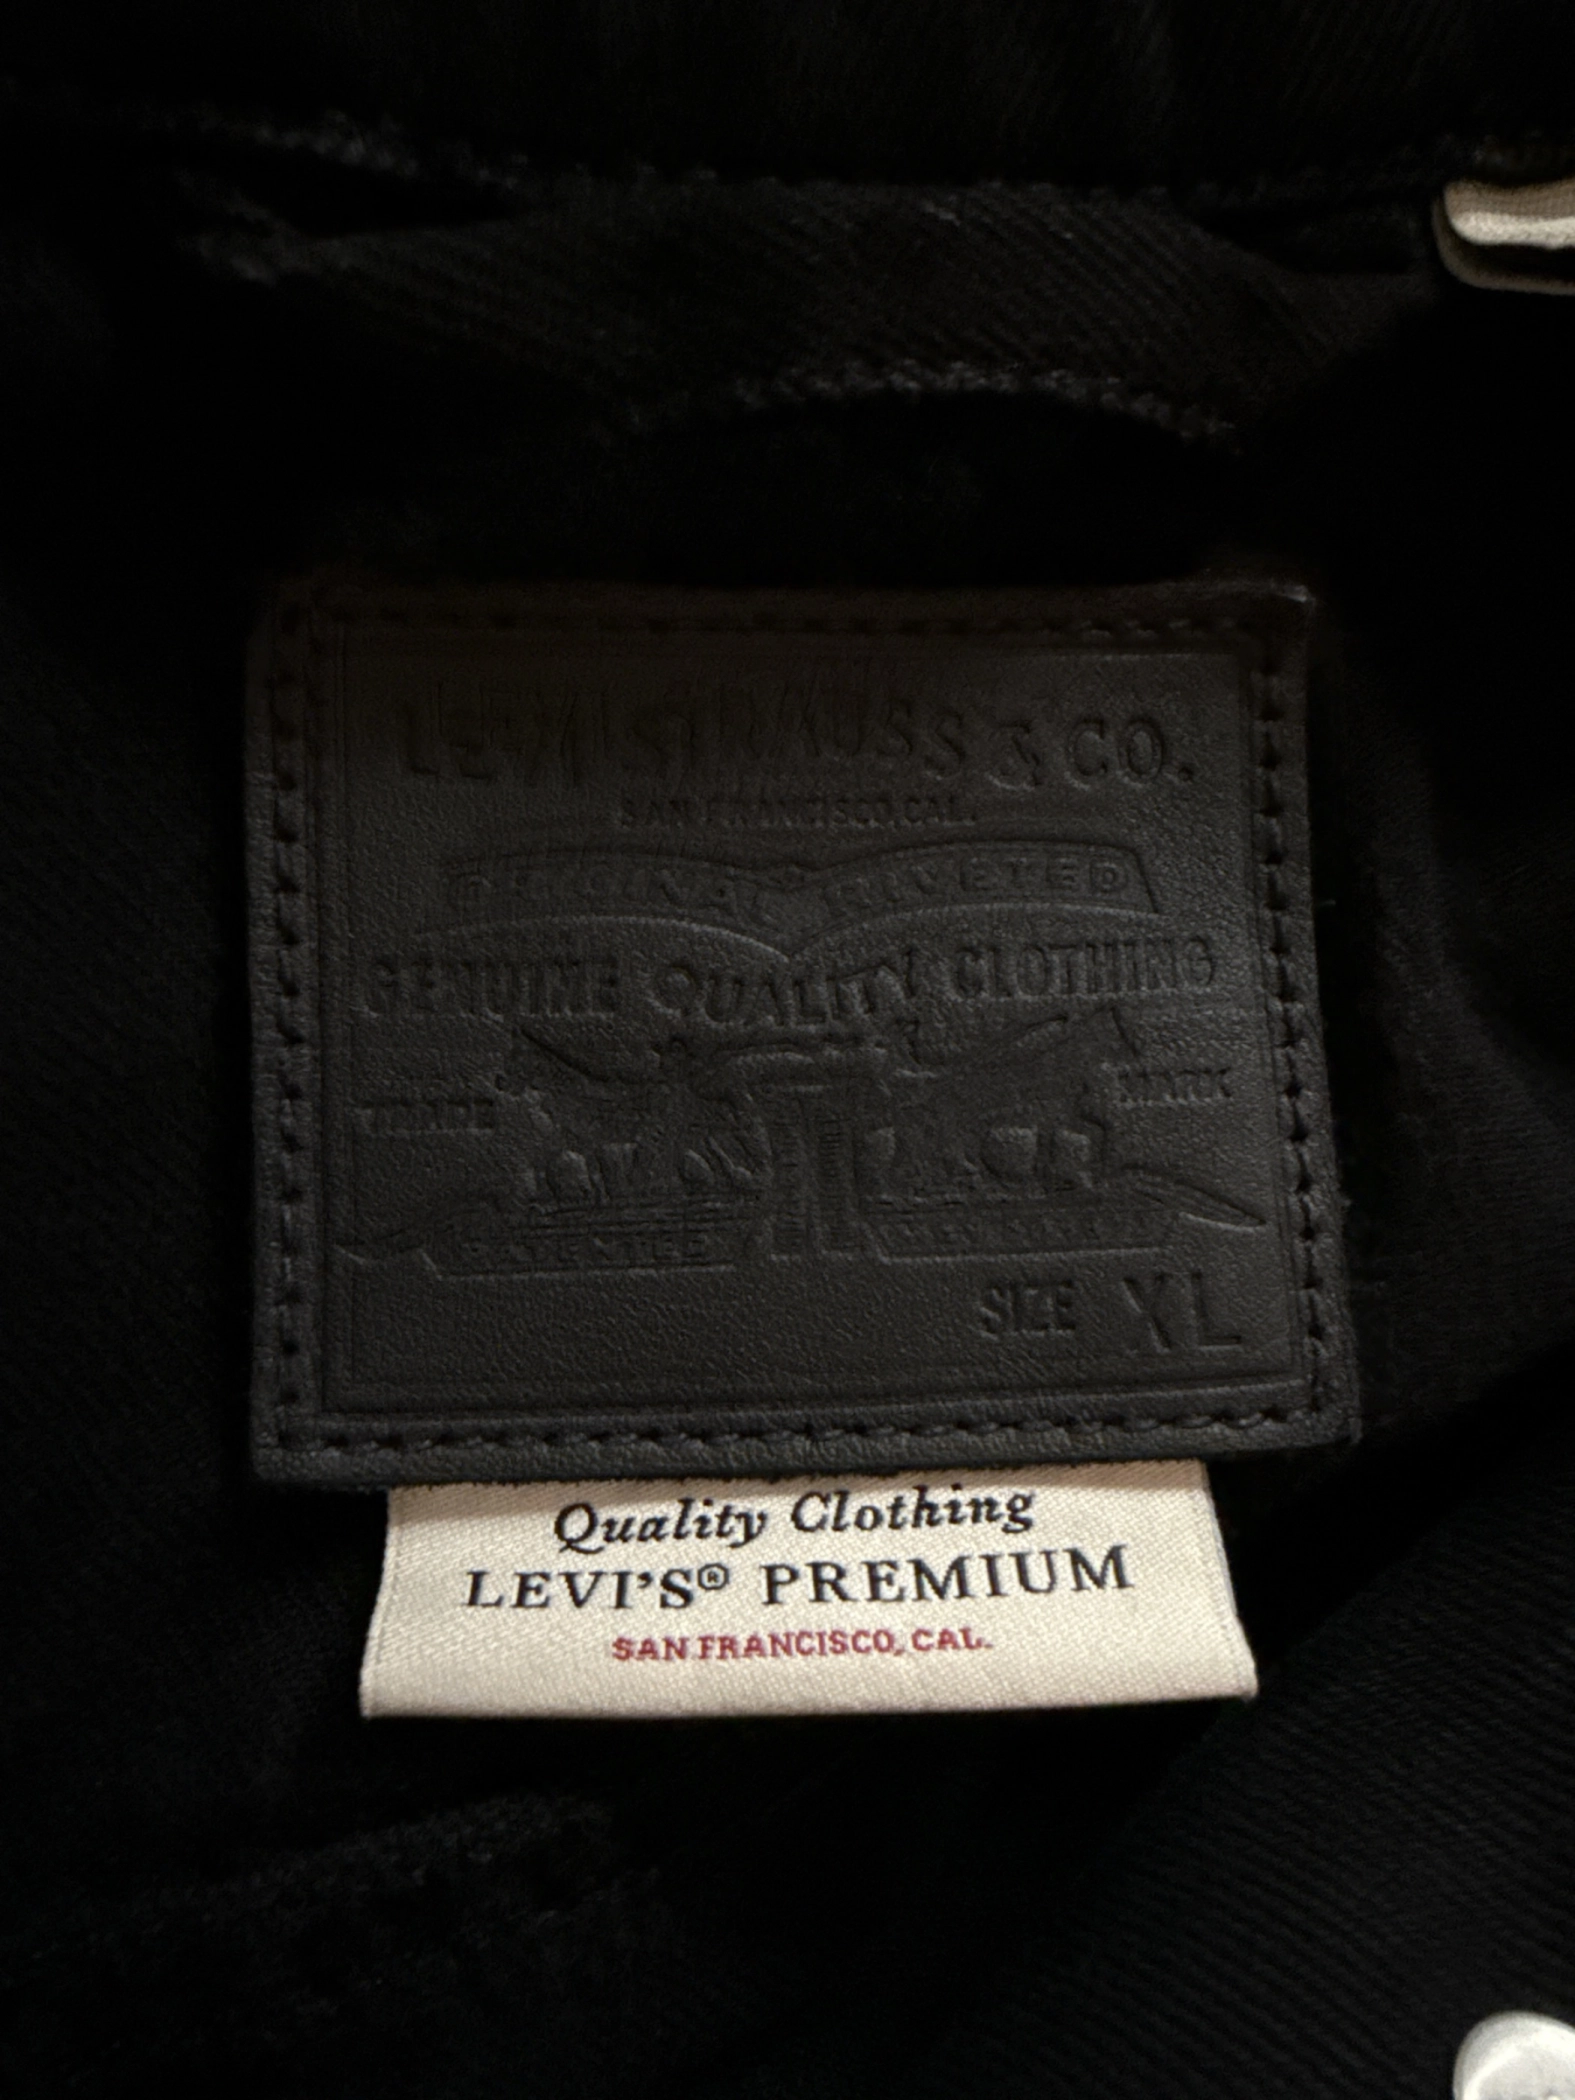 LEVI STRAUSS & CO.
SAN FRANCISCO, CAL.
ORIGINAL RIVETED
GENUINE QUALITY CLOTHING
TRADE MARK
PATENTED
SIZE XL
Quality Clothing
LEVI'S® PREMIUM
SAN FRANCISCO, CAL.